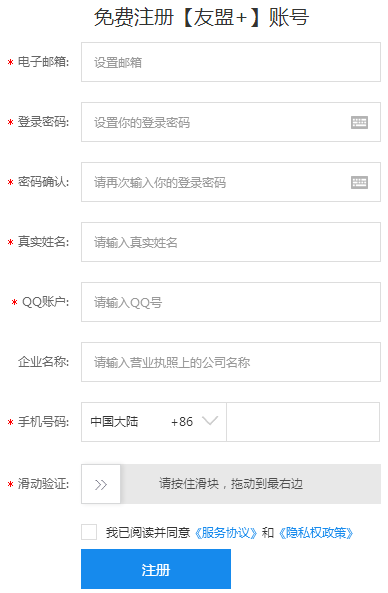 免费注册【友盟+】账号
* 电子邮箱: 设置邮箱
* 登录密码: 设置你的登录密码
* 密码确认: 请再次输入你的登录密码
* 真实姓名: 请输入真实姓名
* QQ账户: 请输入QQ号
企业名称: 请输入营业执照上的公司名称
* 手机号码: 中国大陆 +86
* 滑动验证: >> 请按住滑块，拖动到最右边
我已阅读并同意《服务协议》和《隐私权政策》
注册